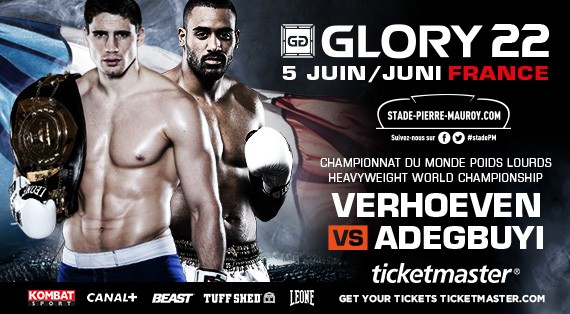 GG GLORY 22
5 JUIN/JUNI FRANCE
STADE-PIERRE-MAUROY.COM
Suivez-nous sur f #stadePM
CHAMPIONNAT DU MONDE POIDS LOURDS
HEAVYWEIGHT WORLD CHAMPIONSHIP
VERHOEVEN
VS ADEGBUYI
ticketmaster®
LEONE
KOMBAT
SPORT
CANAL+
BEAST
TUFF SHED
LEONE
GET YOUR TICKETS TICKETMASTER.COM